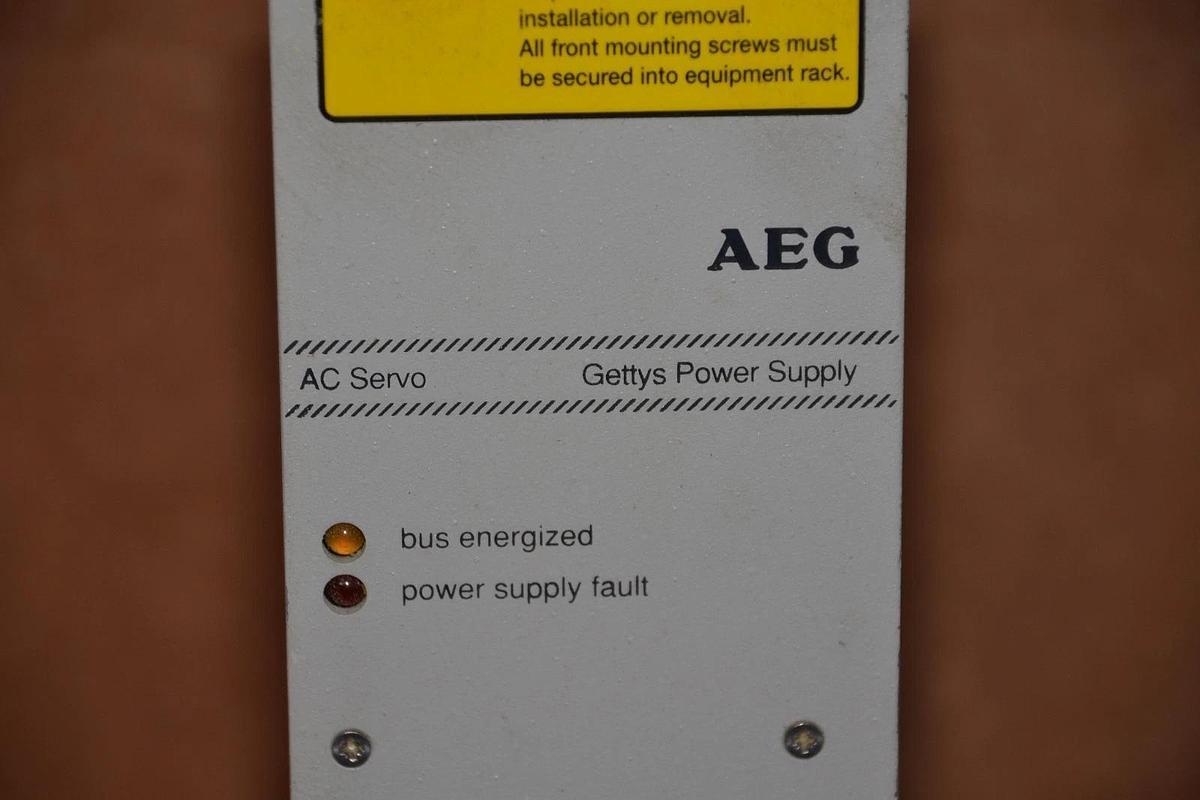 installation or removal.
All front mounting screws must
be secured into equipment rack.
AEG
AC Servo Gettys Power Supply
bus energized
power supply fault